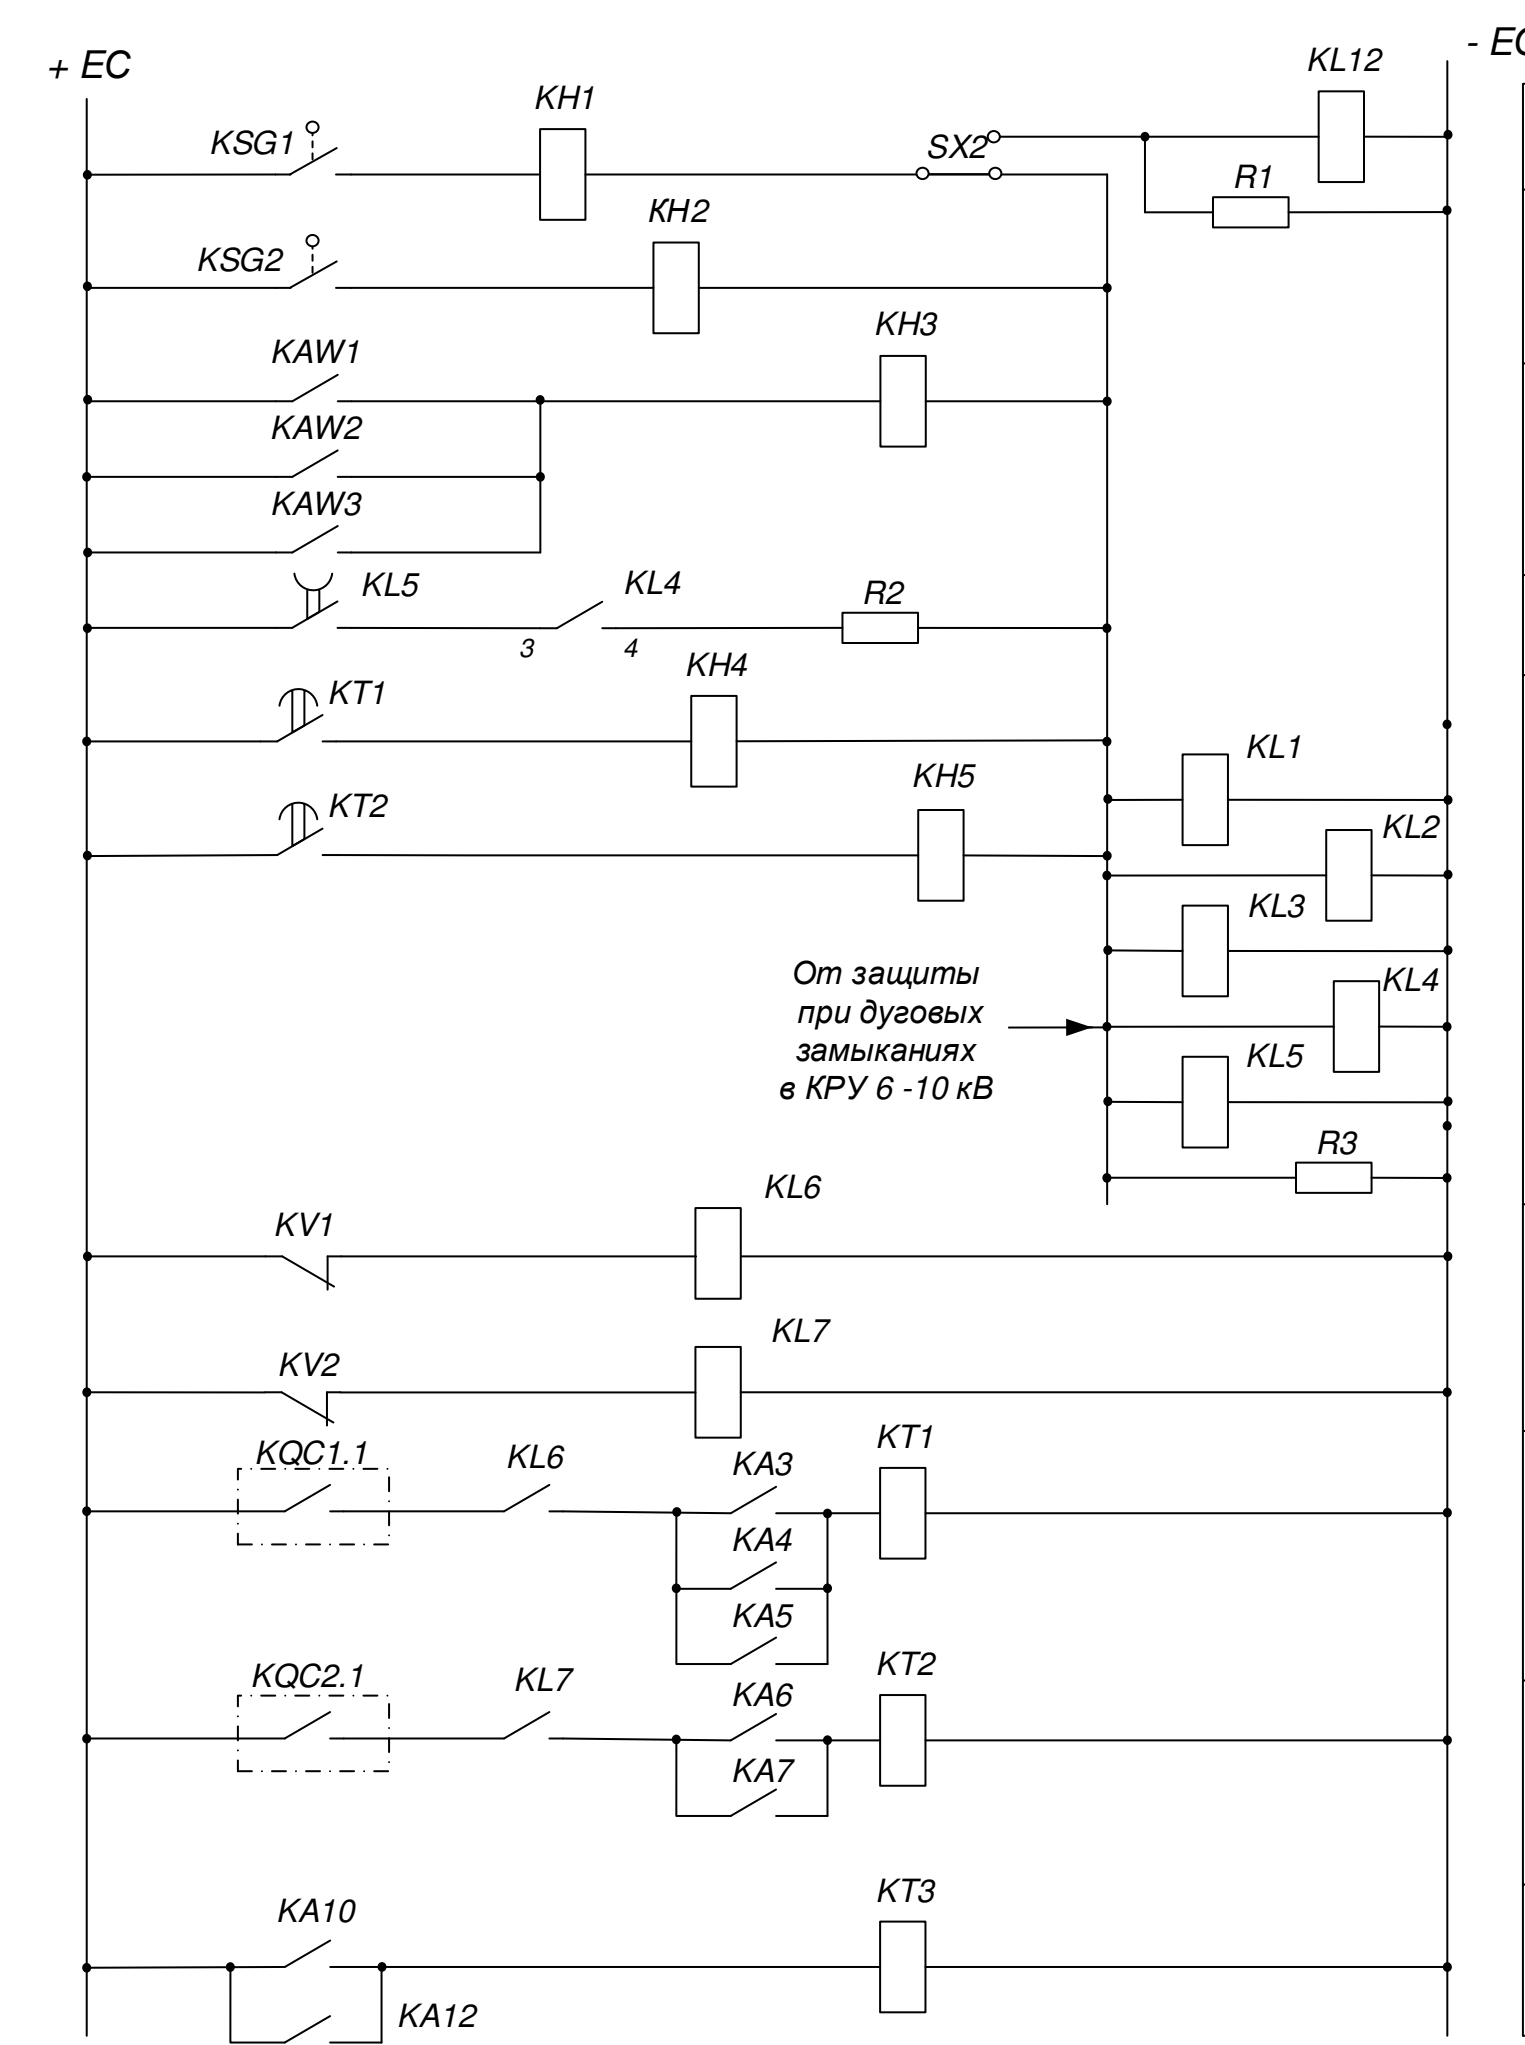 + EC
- EC
KL12
KH1
KSG1
SX2
R1
KH2
KSG2
KH3
KAW1
KAW2
KAW3
KL5
KL4
R2
3
4
KH4
KT1
KL1
KH5
KT2
KL2
KL3
От защиты
при дуговых
замыканиях
в КРУ 6 -10 кВ
KL4
KL5
R3
KL6
KV1
KL7
KV2
KT1
KQC1.1
KL6
KA3
KA4
KA5
KT2
KQC2.1
KL7
KA6
KA7
KT3
KA10
KA12